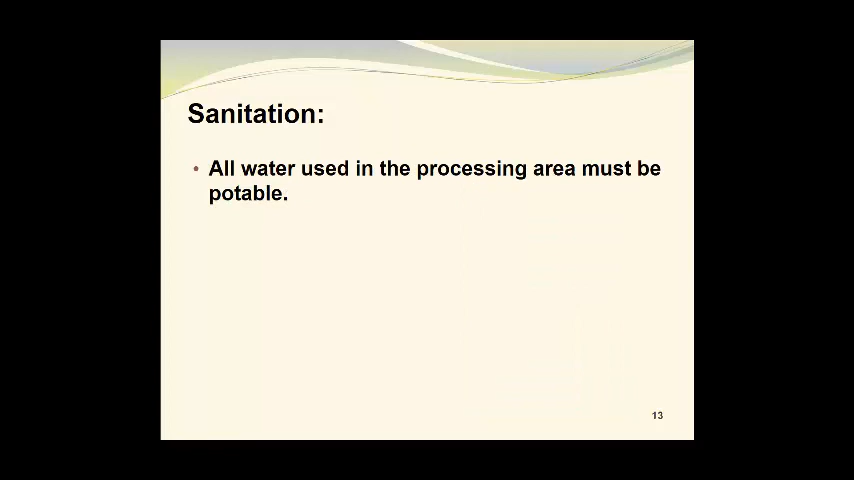 Sanitation:
• All water used in the processing area must be
potable.
13